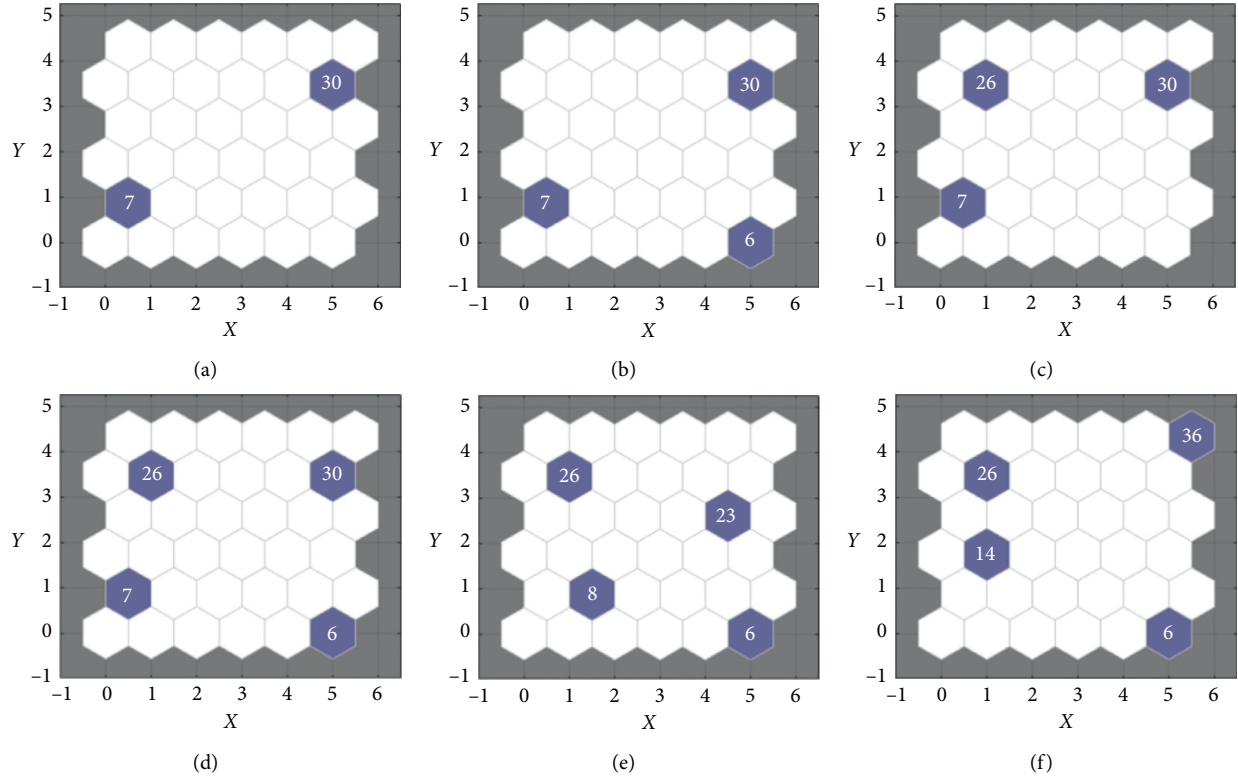 5 5 5
4 4 4
30 30 26 30
3 3 3
Y 2 Y 2 Y 2
1 7 1 7 1 7
0 0 6 0
–1 –1 –1
–1 0 1 2 3 4 5 6 –1 0 1 2 3 4 5 6 –1 0 1 2 3 4 5 6
X X X
(a) (b) (c)
5 5 5
36
4 4 4
26 30 26 26
3 3 3
23
Y 2 Y 2 Y 2 14
1 7 1 8 1
0 6 0 6 0 6
–1 –1 –1
–1 0 1 2 3 4 5 6 –1 0 1 2 3 4 5 6 –1 0 1 2 3 4 5 6
X X X
(d) (e) (f)